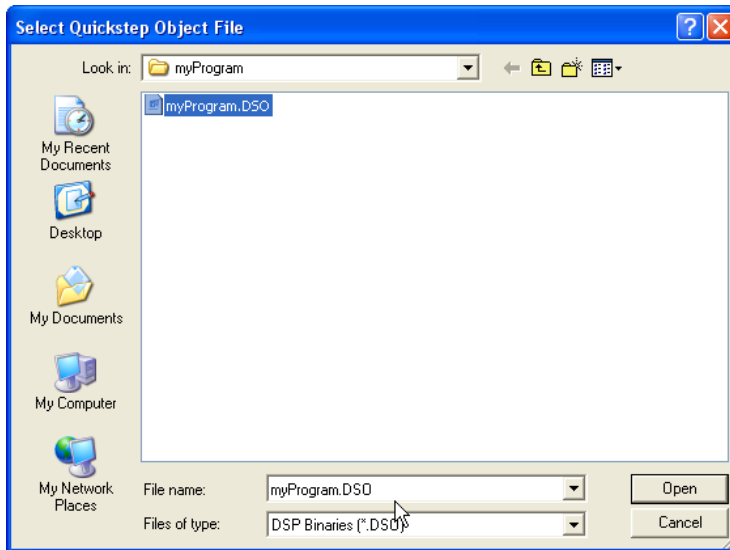 Select Quickstep Object File
Look in: myProgram
myProgram.DSO
My Recent
Documents
Desktop
My Documents
My Computer
My Network
Places
File name: myProgram.DSO Open
Files of type: DSP Binaries (*.DSO) Cancel